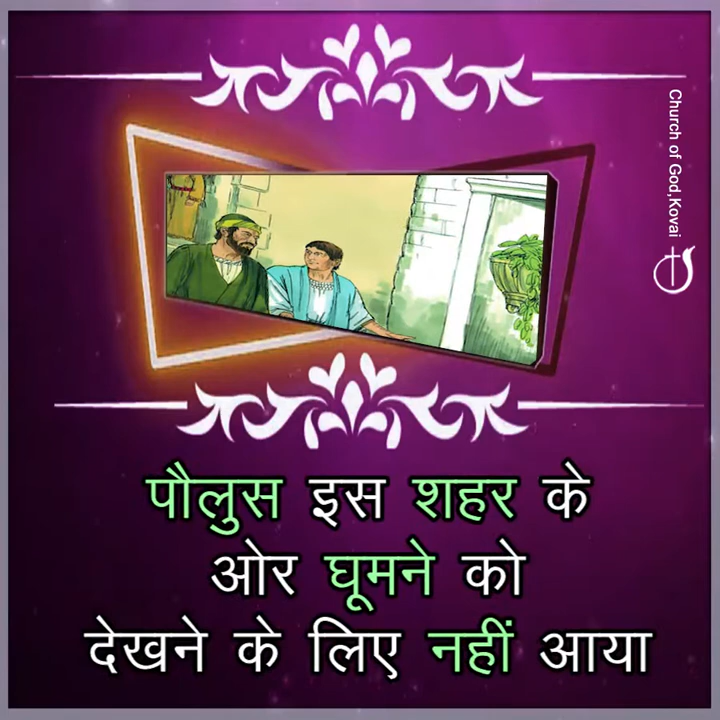 Church of God,Kovai
पौलुस इस शहर के
ओर घूमने को
देखने के लिए नहीं आया